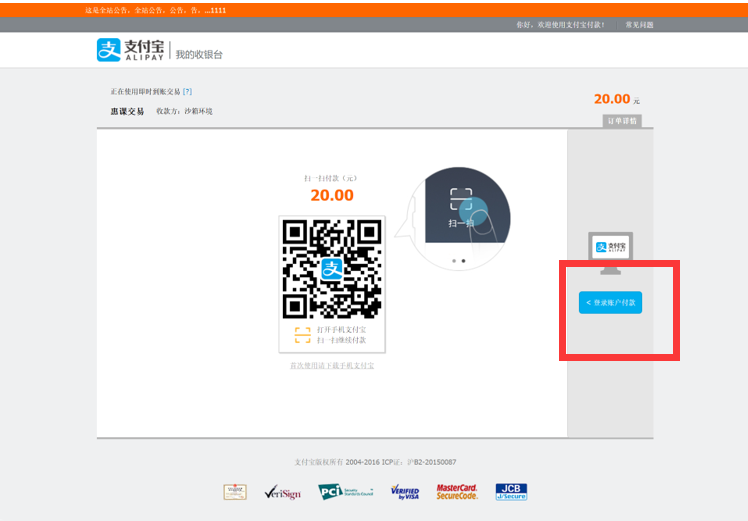 这是全站公告。全站公告。公告。告。...1111
你好，欢迎使用支付宝付款！ 常见问题
支付宝
ALIPAY
我的收银台
正在使用即时到账交易 [?]
20.00 元
惠课交易 收款方：沙箱环境
订单详情
扫一扫付款（元）
20.00
扫一扫
支付宝
< 登录账户付款
打开手机支付宝
扫一扫继续付款
首次使用请下载手机支付宝
支付宝版权所有 2004-2016 ICP证：沪B2-20150087
VeriSign
PCI Security Standards Council
VERIFIED by VISA
MasterCard. SecureCode.
JCB J/Secure